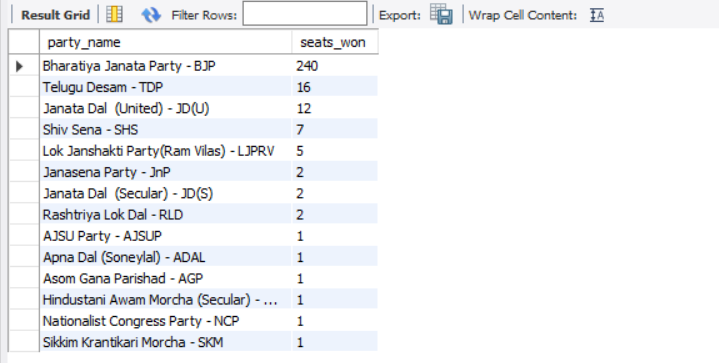 Result Grid Filter Rows: Export: Wrap Cell Content: IA
party_name seats_won
Bharatiya Janata Party - BJP 240
Telugu Desam - TDP 16
Janata Dal (United) - JD(U) 12
Shiv Sena - SHS 7
Lok Janshakti Party(Ram Vilas) - LJPRV 5
Janasena Party - JnP 2
Janata Dal (Secular) - JD(S) 2
Rashtriya Lok Dal - RLD 2
AJSU Party - AJSUP 1
Apna Dal (Soneylal) - ADAL 1
Asom Gana Parishad - AGP 1
Hindustani Awam Morcha (Secular) - ... 1
Nationalist Congress Party - NCP 1
Sikkim Krantikari Morcha - SKM 1